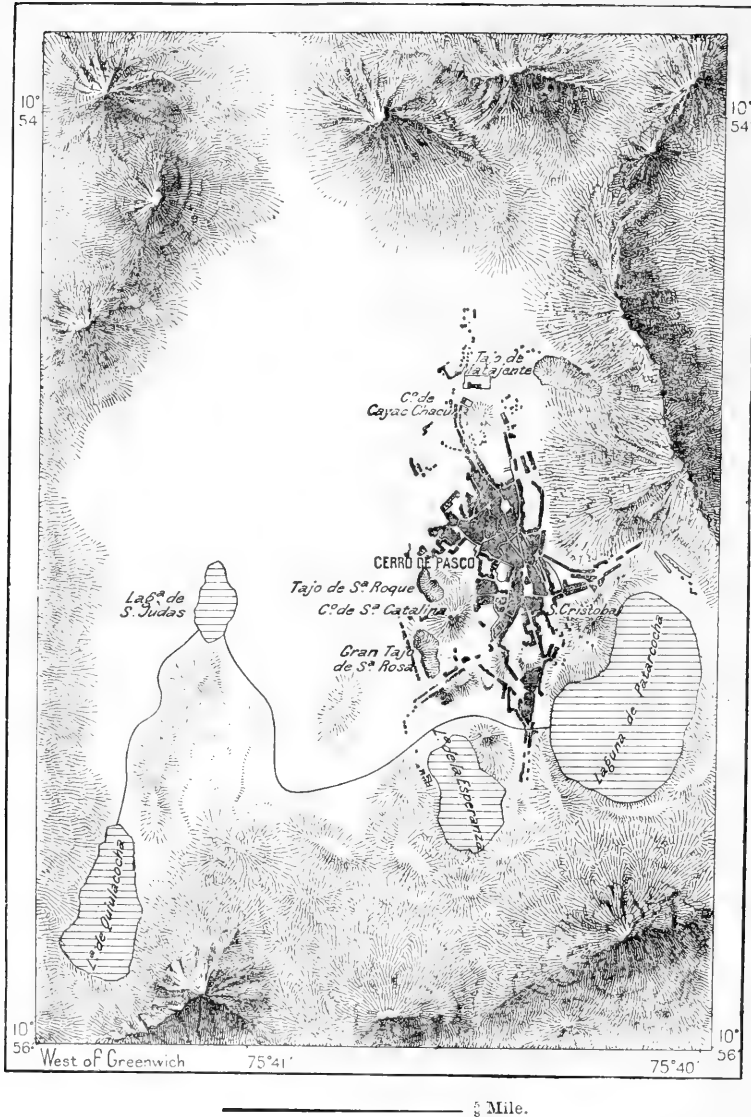 10°
54'
10°
54'
Tajo de
Matajente
Cº. de
Cayac Chacu
CERRO DE PASCO
Lagª de
S. Judas
Tajo de Sª Roque
Cº. de Sª Catalina
S. Cristobal
Gran Tajo
de Sª Rosa
Laguna de Patarcocha
Lª. de la Esperanza
Lª. de Quiulacocha
10°
56'
10°
56'
West of Greenwich
75°41'
75°40'
⅝ Mile.